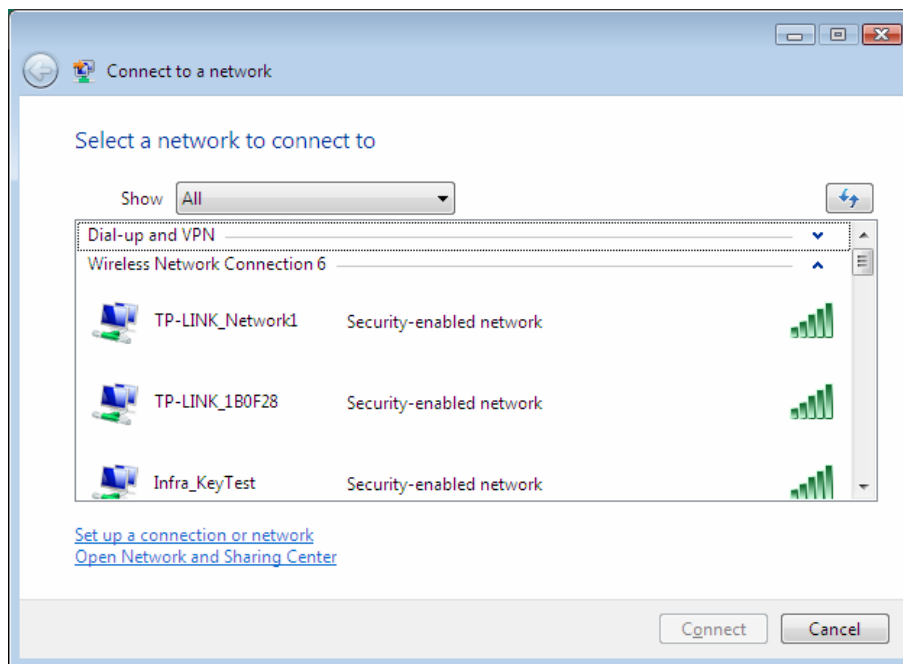 Connect to a network
Select a network to connect to
Show All
Dial-up and VPN
Wireless Network Connection 6
TP-LINK_Network1 Security-enabled network
TP-LINK_1B0F28 Security-enabled network
Infra_KeyTest Security-enabled network
Set up a connection or network
Open Network and Sharing Center
Connect Cancel